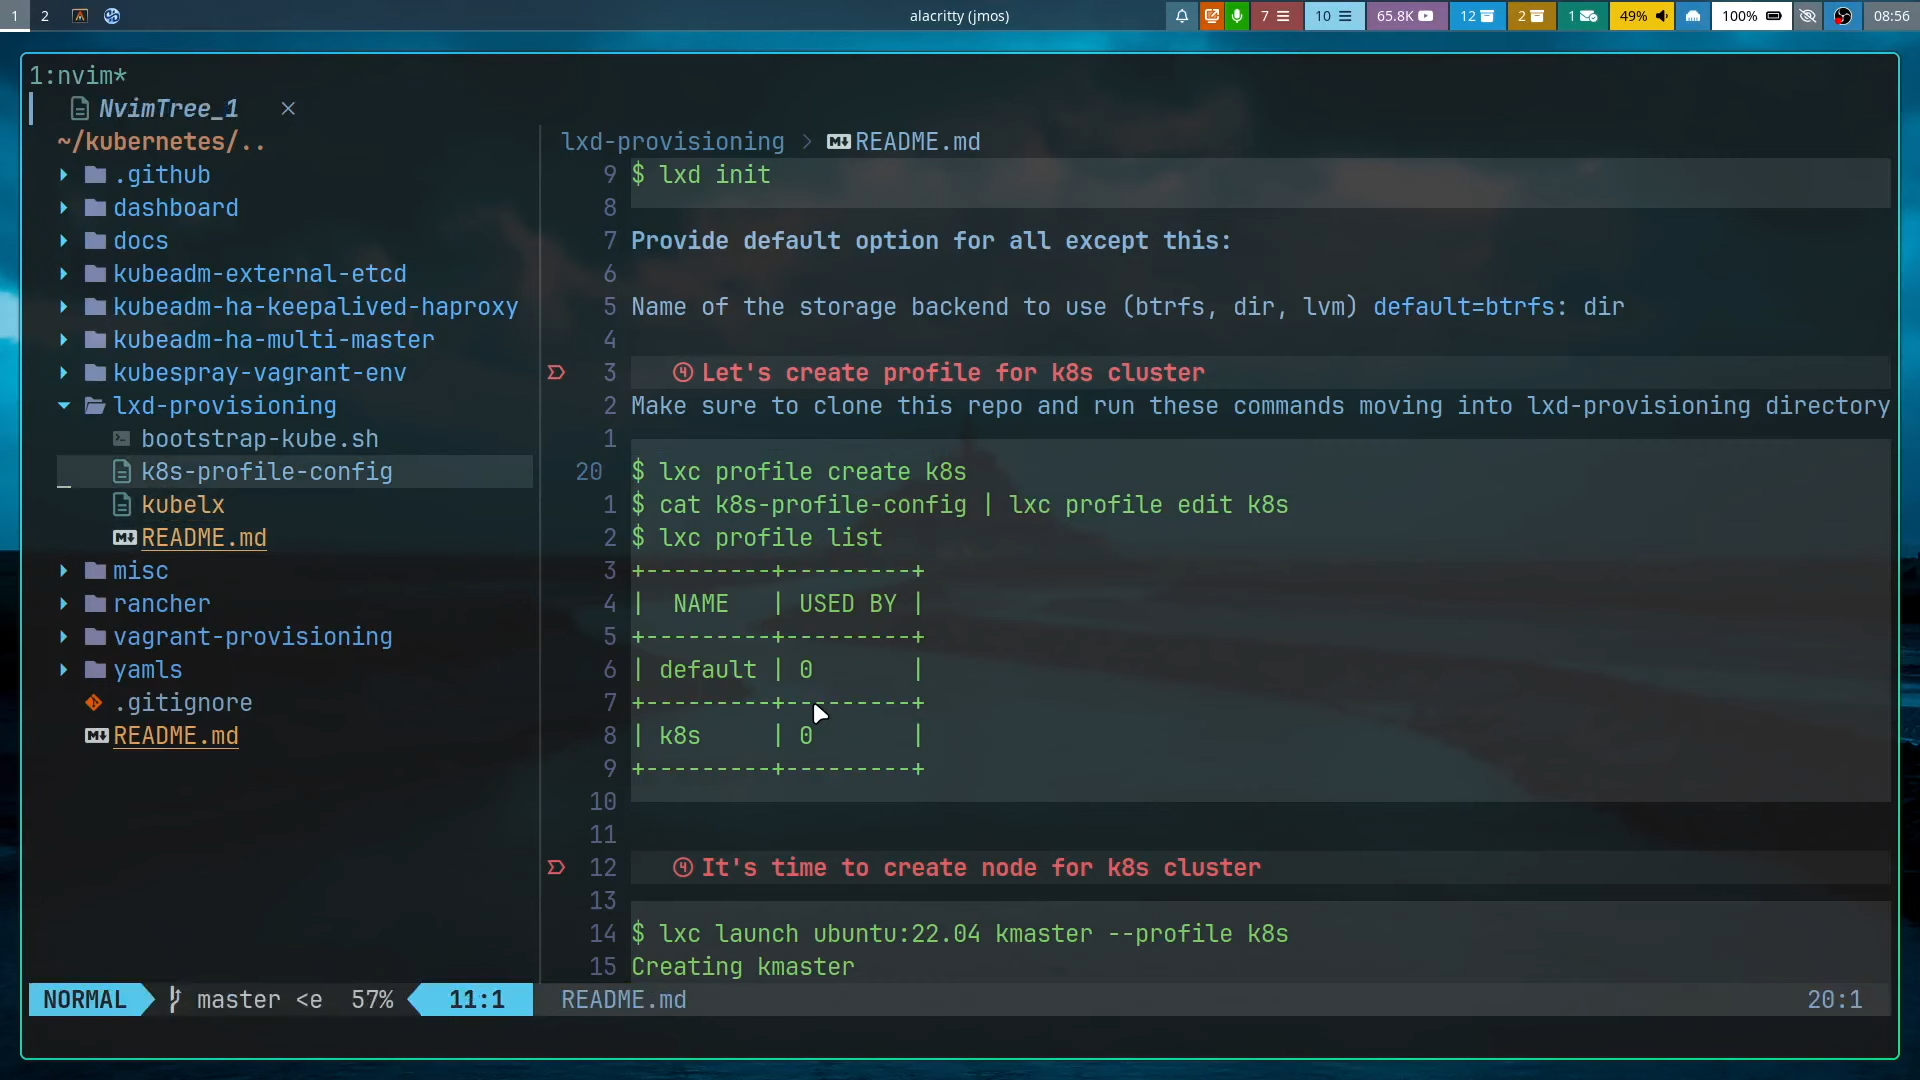 1 2 alacritty (jmos) 7 10 65.8K 12 2 1 49% 100% 08:56
1:nvim*
NvimTree_1 ×
~/kubernetes/..
.github
dashboard
docs
kubeadm-external-etcd
kubeadm-ha-keepalived-haproxy
kubeadm-ha-multi-master
kubespray-vagrant-env
lxd-provisioning
bootstrap-kube.sh
k8s-profile-config
kubelx
README.md
misc
rancher
vagrant-provisioning
yamls
.gitignore
README.md
NORMAL master <e 57% 11:1
lxd-provisioning > README.md
9 $ lxd init
8
7 Provide default option for all except this:
6
5 Name of the storage backend to use (btrfs, dir, lvm) default=btrfs: dir
4
3 4 Let's create profile for k8s cluster
2 Make sure to clone this repo and run these commands moving into lxd-provisioning directory
1
20 $ lxc profile create k8s
1 $ cat k8s-profile-config | lxc profile edit k8s
2 $ lxc profile list
3 +---------+---------+
4 |  NAME   | USED BY |
5 +---------+---------+
6 | default | 0       |
7 +---------+---------+
8 | k8s     | 0       |
9 +---------+---------+
10
11
12 4 It's time to create node for k8s cluster
13
14 $ lxc launch ubuntu:22.04 kmaster --profile k8s
15 Creating kmaster
README.md 20:1